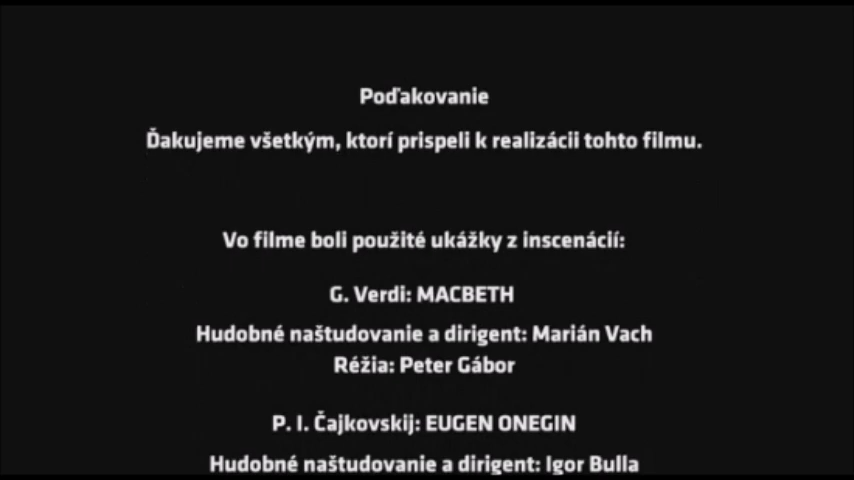 Poďakovanie
Ďakujeme všetkým, ktorí prispeli k realizácii tohto filmu.
Vo filme boli použité ukážky z inscenácií:
G. Verdi: MACBETH
Hudobné naštudovanie a dirigent: Marián Vach
Réžia: Peter Gábor
P. I. Čajkovskij: EUGEN ONEGIN
Hudobné naštudovanie a dirigent: Igor Bulla